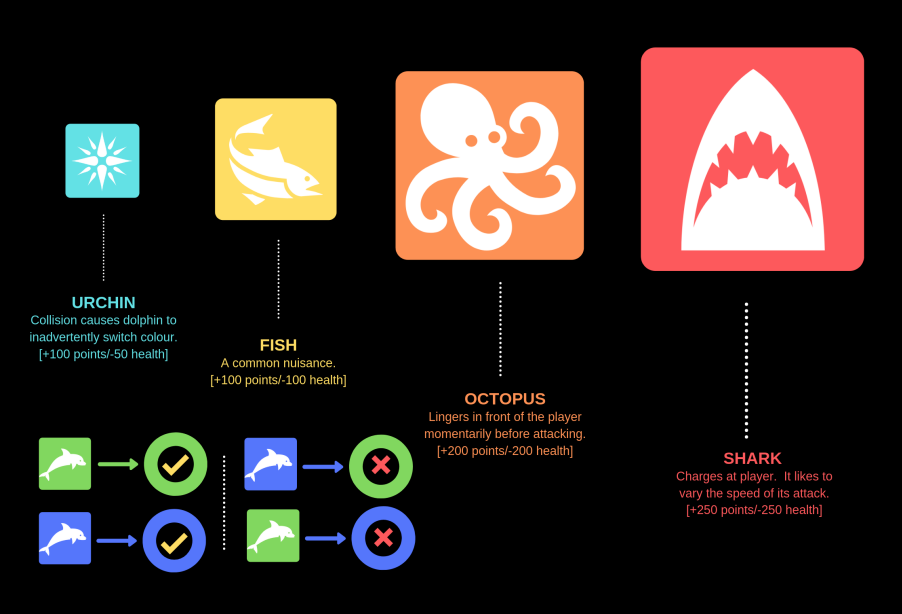 URCHIN
Collision causes dolphin to
inadvertently switch colour.
[+100 points/-50 health]
FISH
A common nuisance.
[+100 points/-100 health]
OCTOPUS
Lingers in front of the player
momentarily before attacking.
[+200 points/-200 health]
SHARK
Charges at player.  It likes to
vary the speed of its attack.
[+250 points/-250 health]